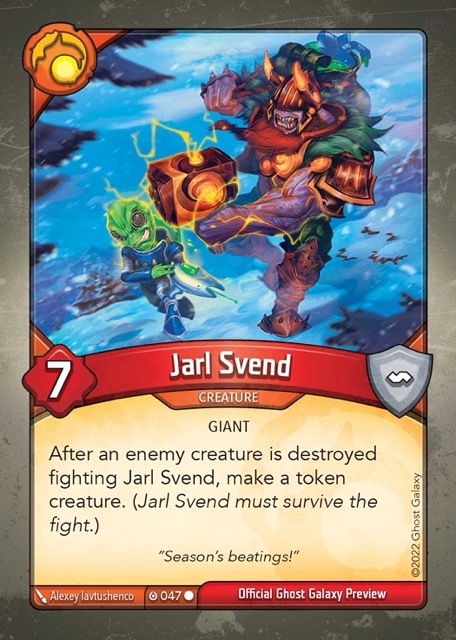 7
Jarl Svend
CREATURE
GIANT
After an enemy creature is destroyed
fighting Jarl Svend, make a token
creature. (Jarl Svend must survive the
fight.)
"Season's beatings!"
©2022 Ghost Galaxy
Alexey Iavtushenco
047
Official Ghost Galaxy Preview